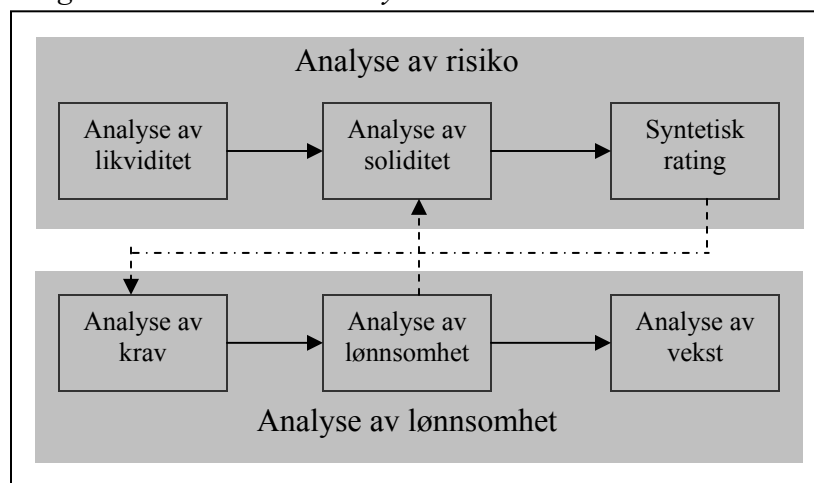 Analyse av risiko
Analyse av
likviditet
Analyse av
soliditet
Syntetisk
rating
Analyse av
krav
Analyse av
lønnsomhet
Analyse av
vekst
Analyse av lønnsomhet